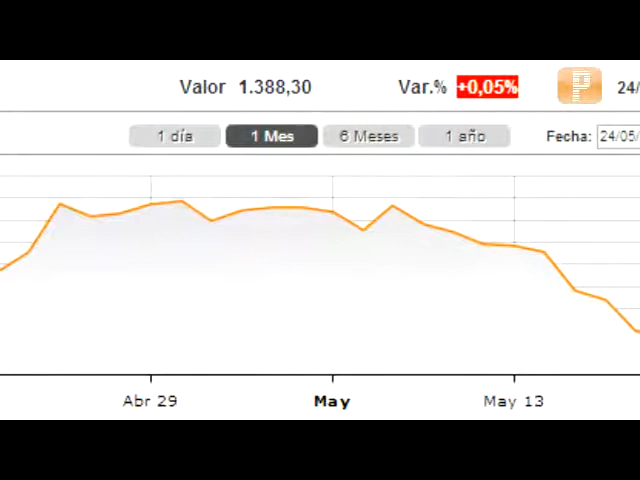 Valor 1.388,30 Var.% +0,05% P 24/
1 día 1 Mes 6 Meses 1 año Fecha: 24/05/
Abr 29 May May 13